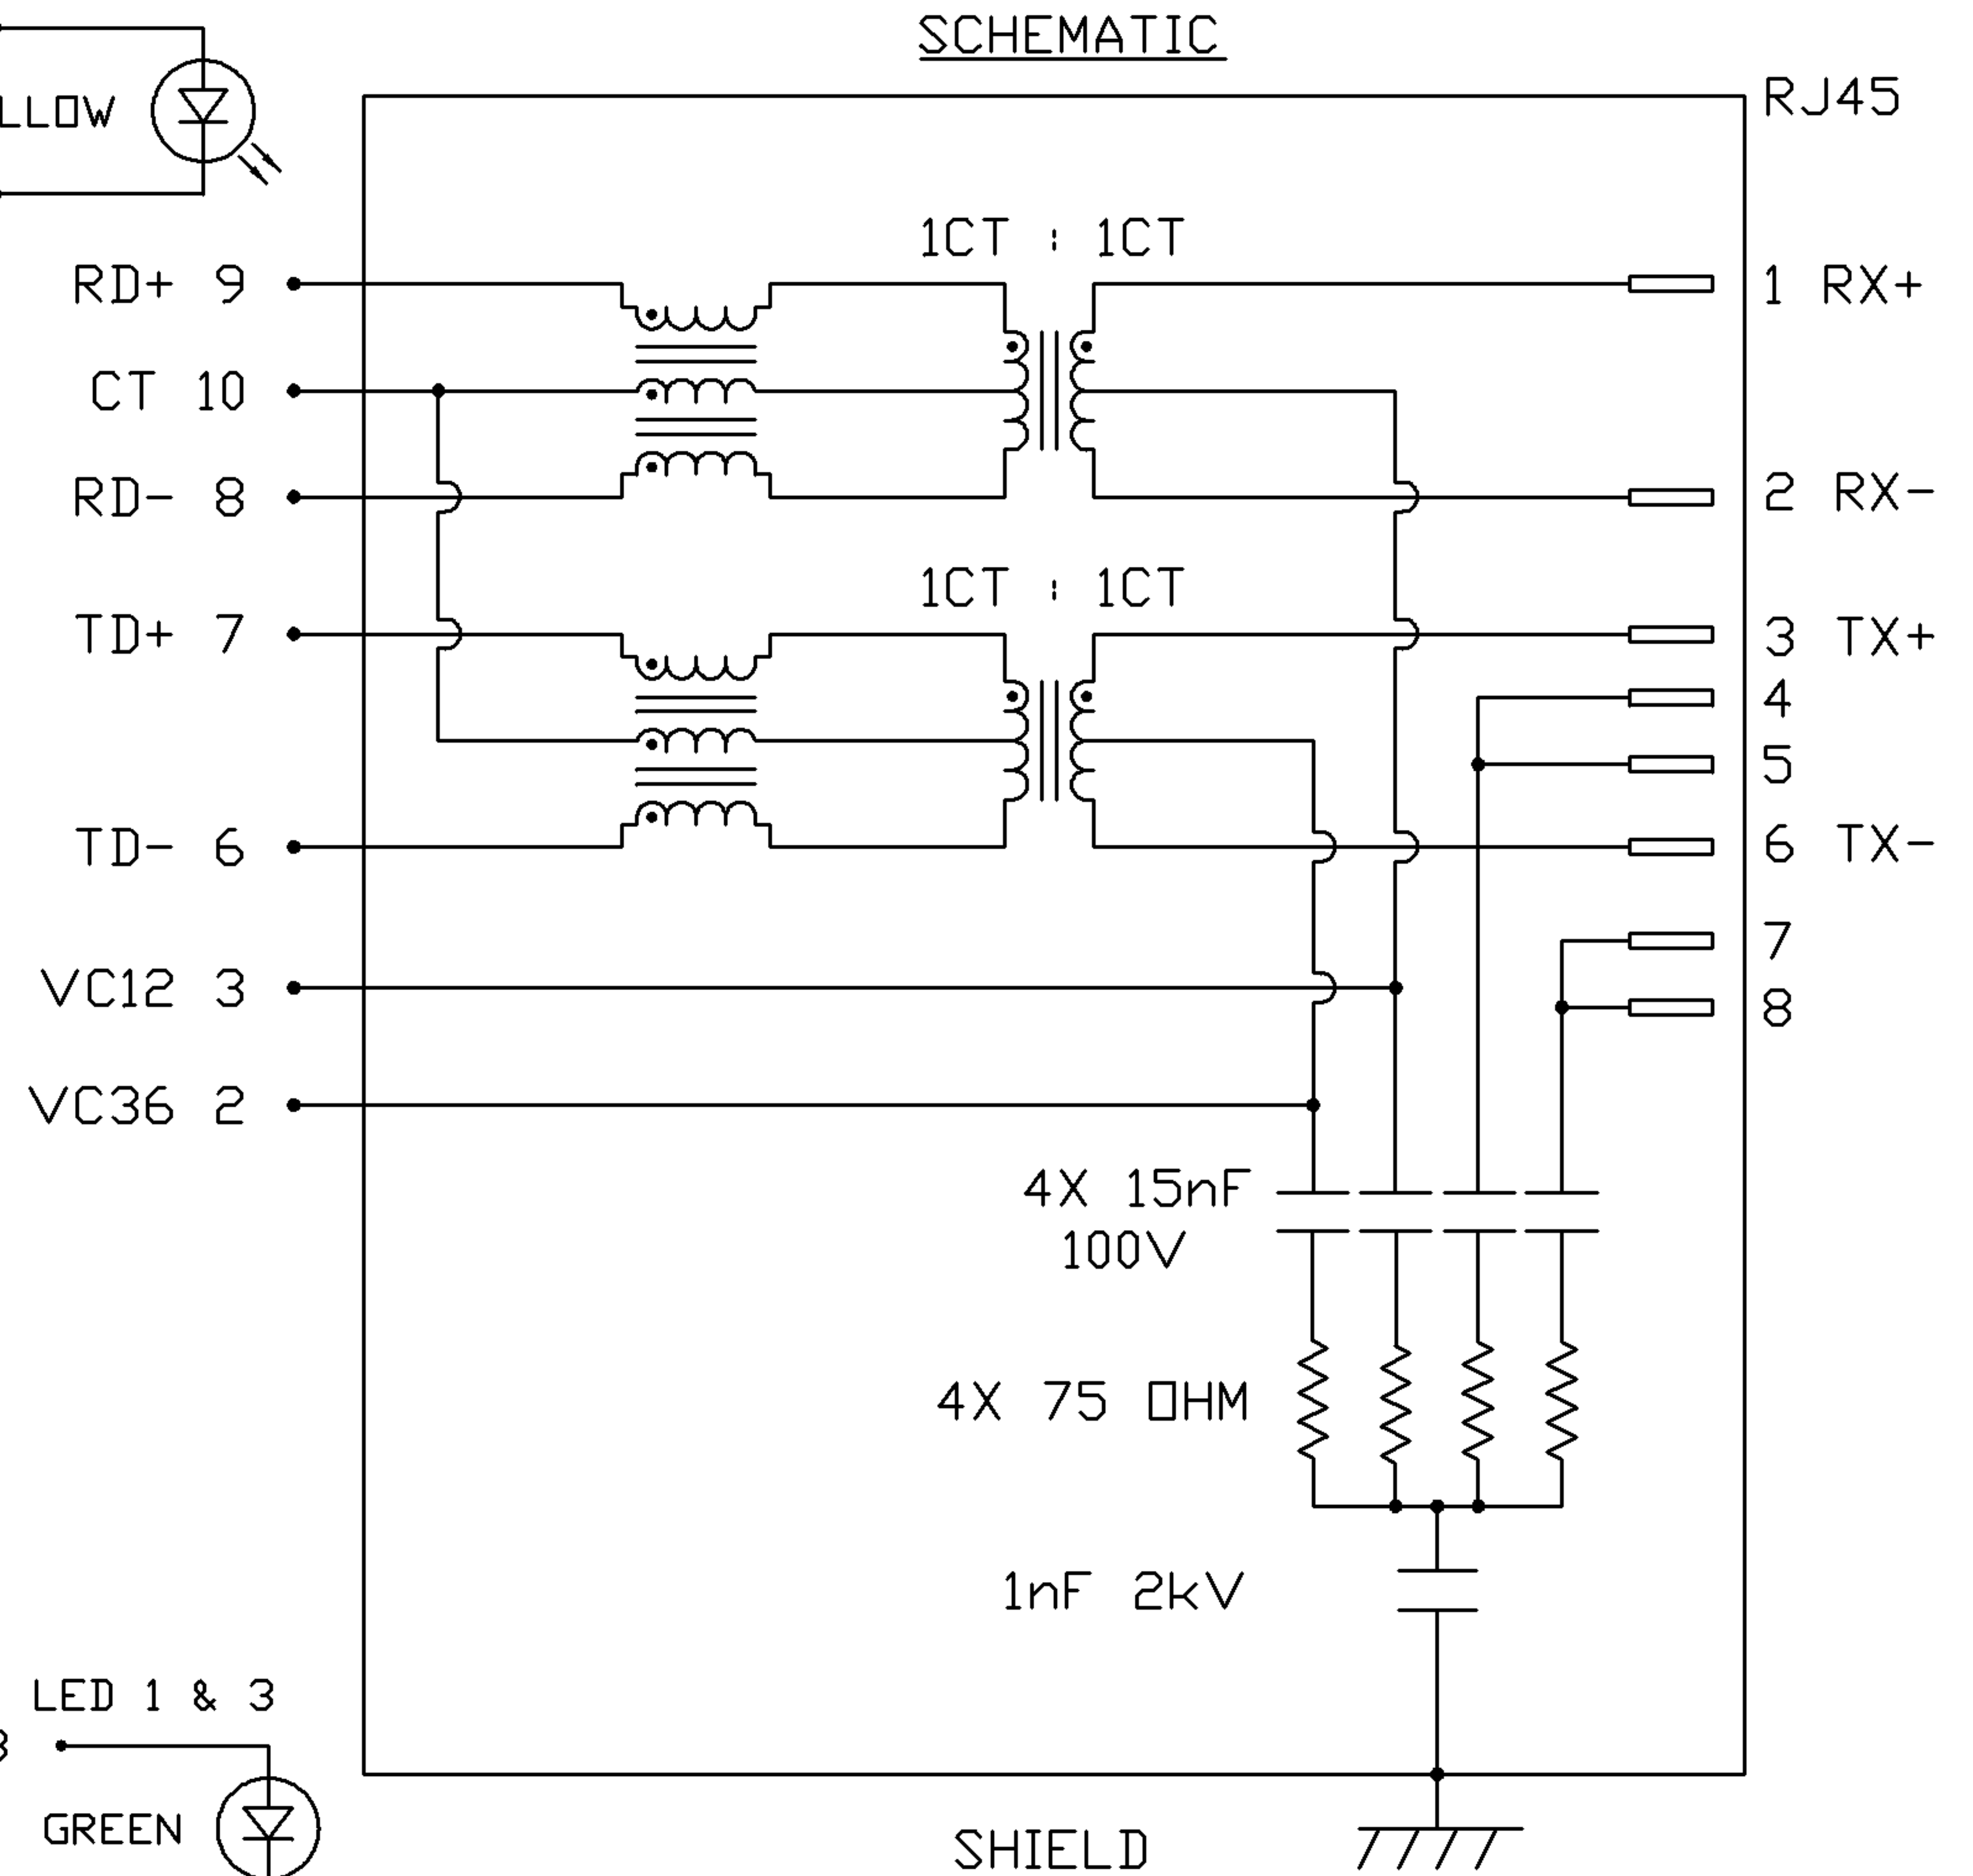 SCHEMATIC
RJ45
1CT : 1CT
RD+ 9
1 RX+
CT 10
RD- 8
2 RX-
1CT : 1CT
TD+ 7
3 TX+
4
5
TD- 6
6 TX-
7
VC12 3
8
VC36 2
4X 15nF
100V
4X 75 OHM
1nF 2kV
LED 1 & 3
GREEN
SHIELD